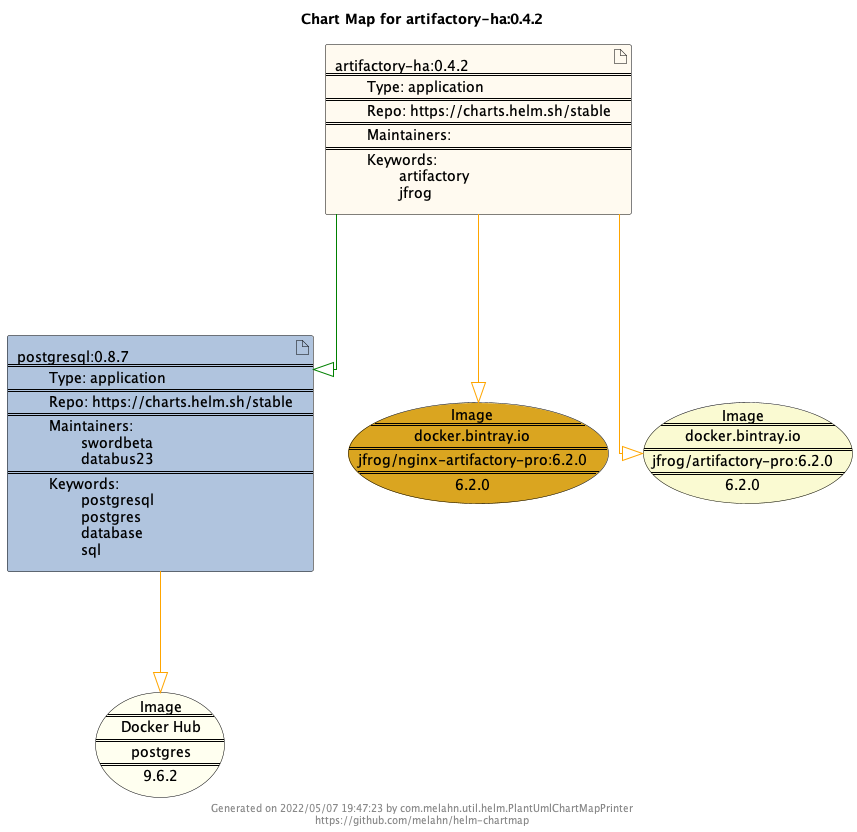 Chart Map for artifactory-ha:0.4.2
artifactory-ha:0.4.2
Type: application
Repo: https://charts.helm.sh/stable
Maintainers:
Keywords:
artifactory
jfrog
postgresql:0.8.7
Type: application
Repo: https://charts.helm.sh/stable
Maintainers:
swordbeta
databus23
Keywords:
postgresql
postgres
database
sql
Image
docker.bintray.io
jfrog/nginx-artifactory-pro:6.2.0
6.2.0
Image
docker.bintray.io
jfrog/artifactory-pro:6.2.0
6.2.0
Image
Docker Hub
postgres
9.6.2
Generated on 2022/05/07 19:47:23 by com.melahn.util.helm.PlantUmlChartMapPrinter
https://github.com/melahn/helm-chartmap